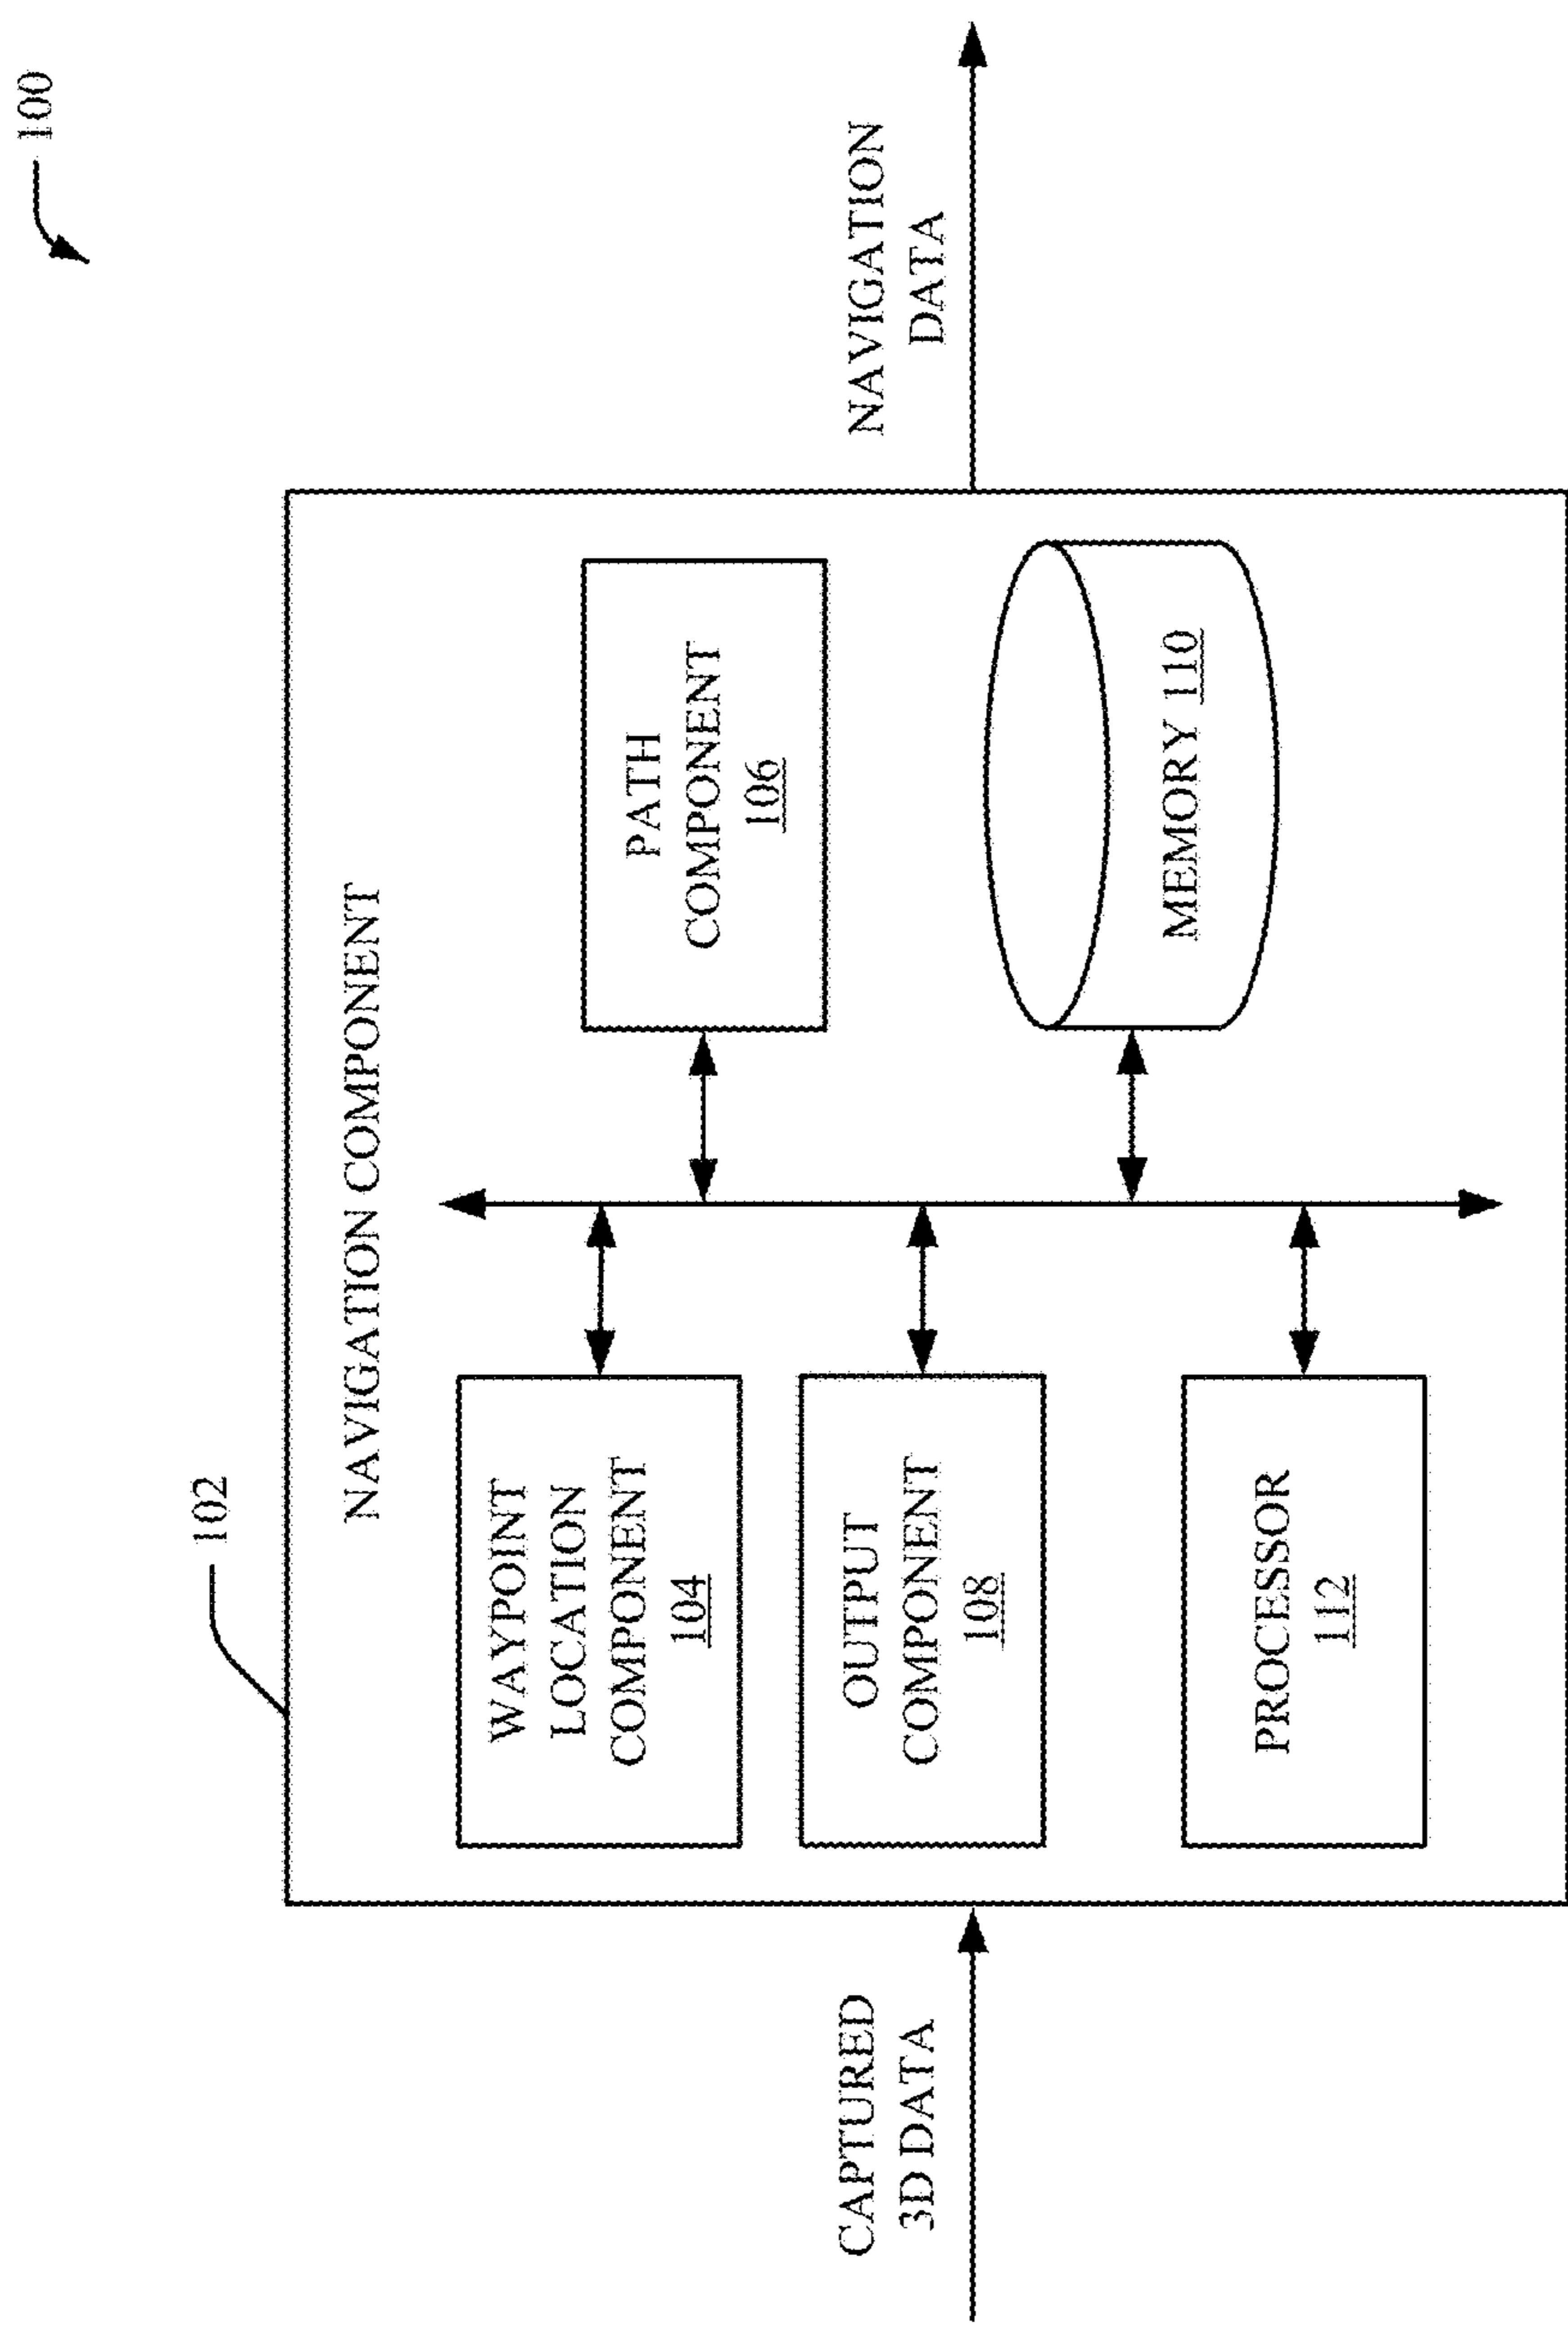 100
102
NAVIGATION COMPONENT
WAYPOINT
LOCATION
COMPONENT
104
PATH
COMPONENT
106
CAPTURED
3D DATA
OUTPUT
COMPONENT
108
NAVIGATION
DATA
MEMORY 110
PROCESSOR
112